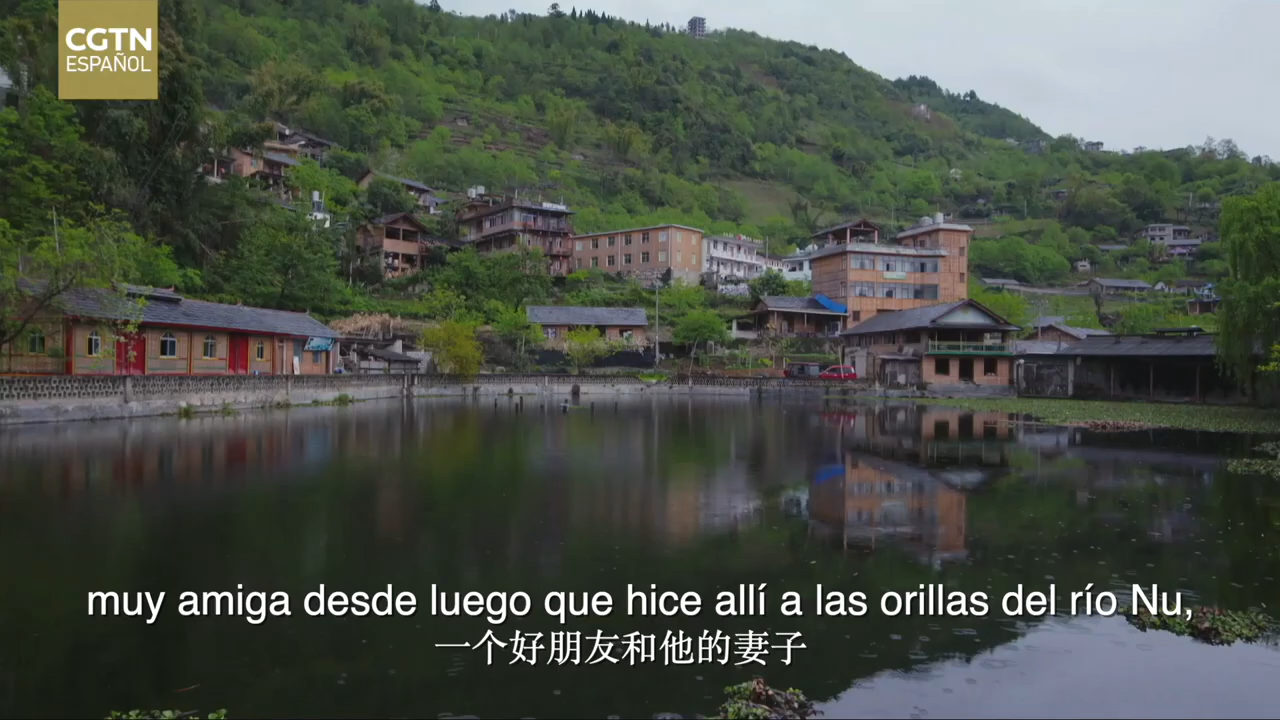 CGTN
ESPAÑOL
muy amiga desde luego que hice allí a las orillas del río Nu,
一个好朋友和他的妻子